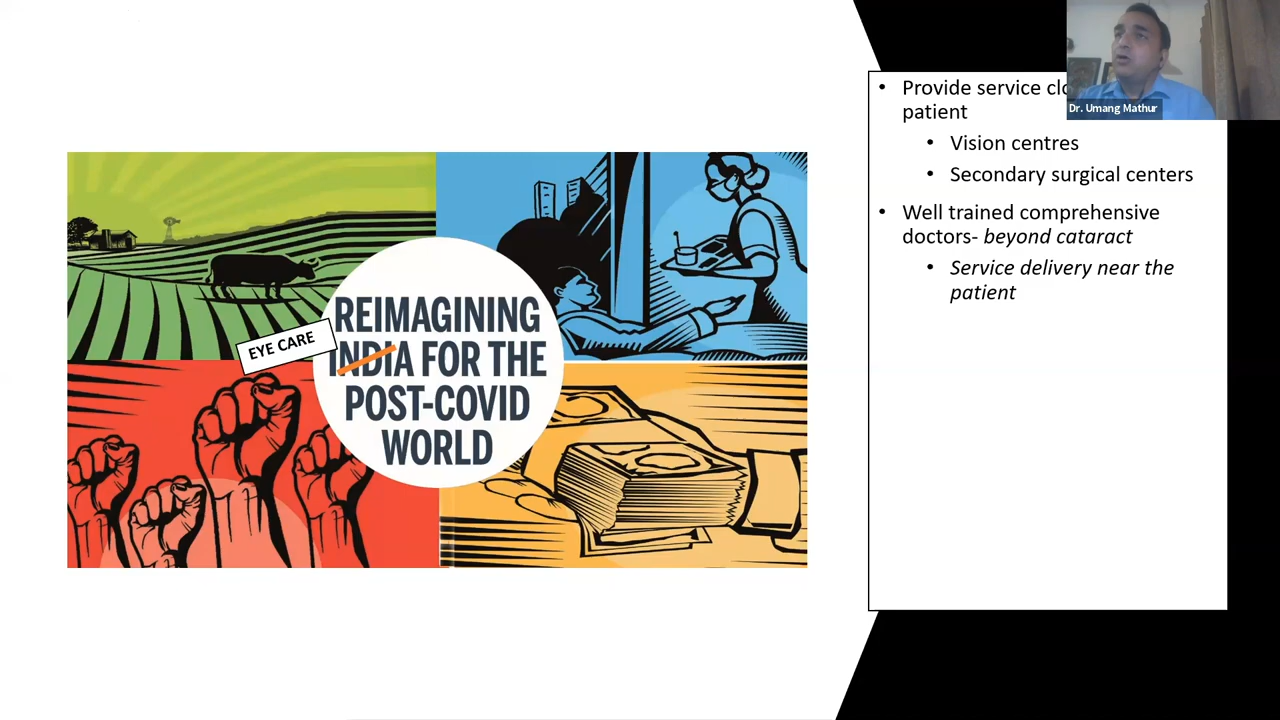 EYE CARE
REIMAGINING
INDIA FOR THE
POST-COVID
WORLD
• Provide service clo
patient
• Vision centres
• Secondary surgical centers
• Well trained comprehensive
doctors- beyond cataract
• Service delivery near the
patient
Dr. Umang Mathur